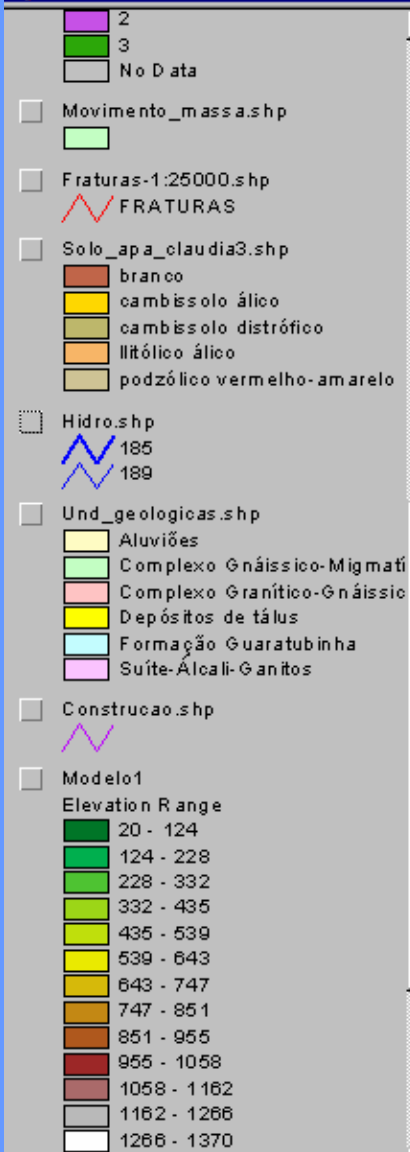 2
3
No Data
Movimento_massa.shp
Fraturas-1:25000.shp
FRATURAS
Solo_apa_claudia3.shp
branco
cambissolo álico
cambissolo distrófico
llitólico álico
podzólico vermelho-amarelo
Hidro.shp
185
189
Und_geologicas.shp
Aluviões
Complexo Gnáissico-Migmatí
Complexo Granítico-Gnáissic
Depósitos de tálus
Formação Guaratubinha
Suíte-Álcali-Ganitos
Construcao.shp
Modelo1
Elevation Range
20 - 124
124 - 228
228 - 332
332 - 435
435 - 539
539 - 643
643 - 747
747 - 851
851 - 955
955 - 1058
1058 - 1162
1162 - 1266
1266 - 1370